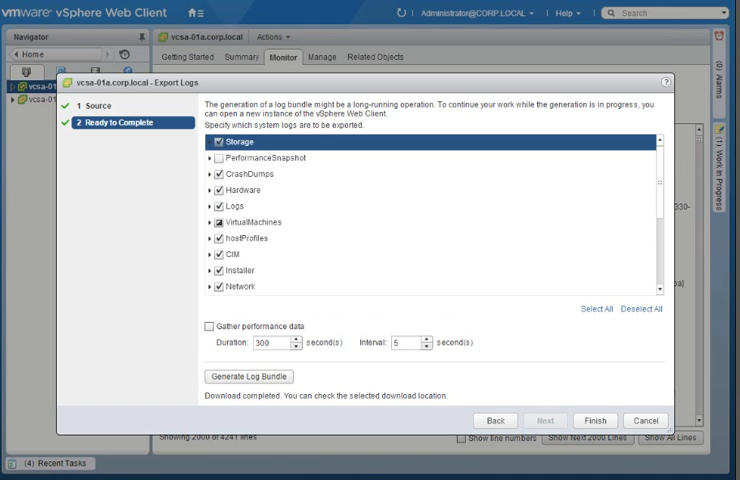 vmware® vSphere Web Client
Administrator@CORP.LOCAL
Help
Search
Navigator
Home
vcsa-01a.corp.local
Actions
Getting Started
Summary
Monitor
Manage
Related Objects
(0) Alarms
(1) Work In Progress
vcsa-01
vcsa-01
vcsa-01a.corp.local - Export Logs
?
1 Source
2 Ready to Complete
The generation of a log bundle might be a long-running operation. To continue your work while the generation is in progress, you
can open a new instance of the vSphere Web Client.
Specify which system logs are to be exported.
Storage
PerformanceSnapshot
CrashDumps
Hardware
Logs
VirtualMachines
hostProfiles
CIM
Installer
Network
330-
Select All
Deselect All
Gather performance data
Duration: 300 second(s) Interval: 5 second(s)
Generate Log Bundle
Download completed. You can check the selected download location.
Back
Next
Finish
Cancel
Showing 2000 of 4241 lines
Show line numbers
Show Next 2000 Lines
Show All Lines
(4) Recent Tasks